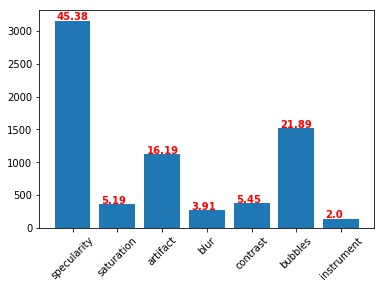 45.38
3000
2500
2000
21.89
1500
16.19
1000
500
5.19
3.91
5.45
2.0
0
specularity
saturation
artifact
blur
contrast
bubbles
instrument